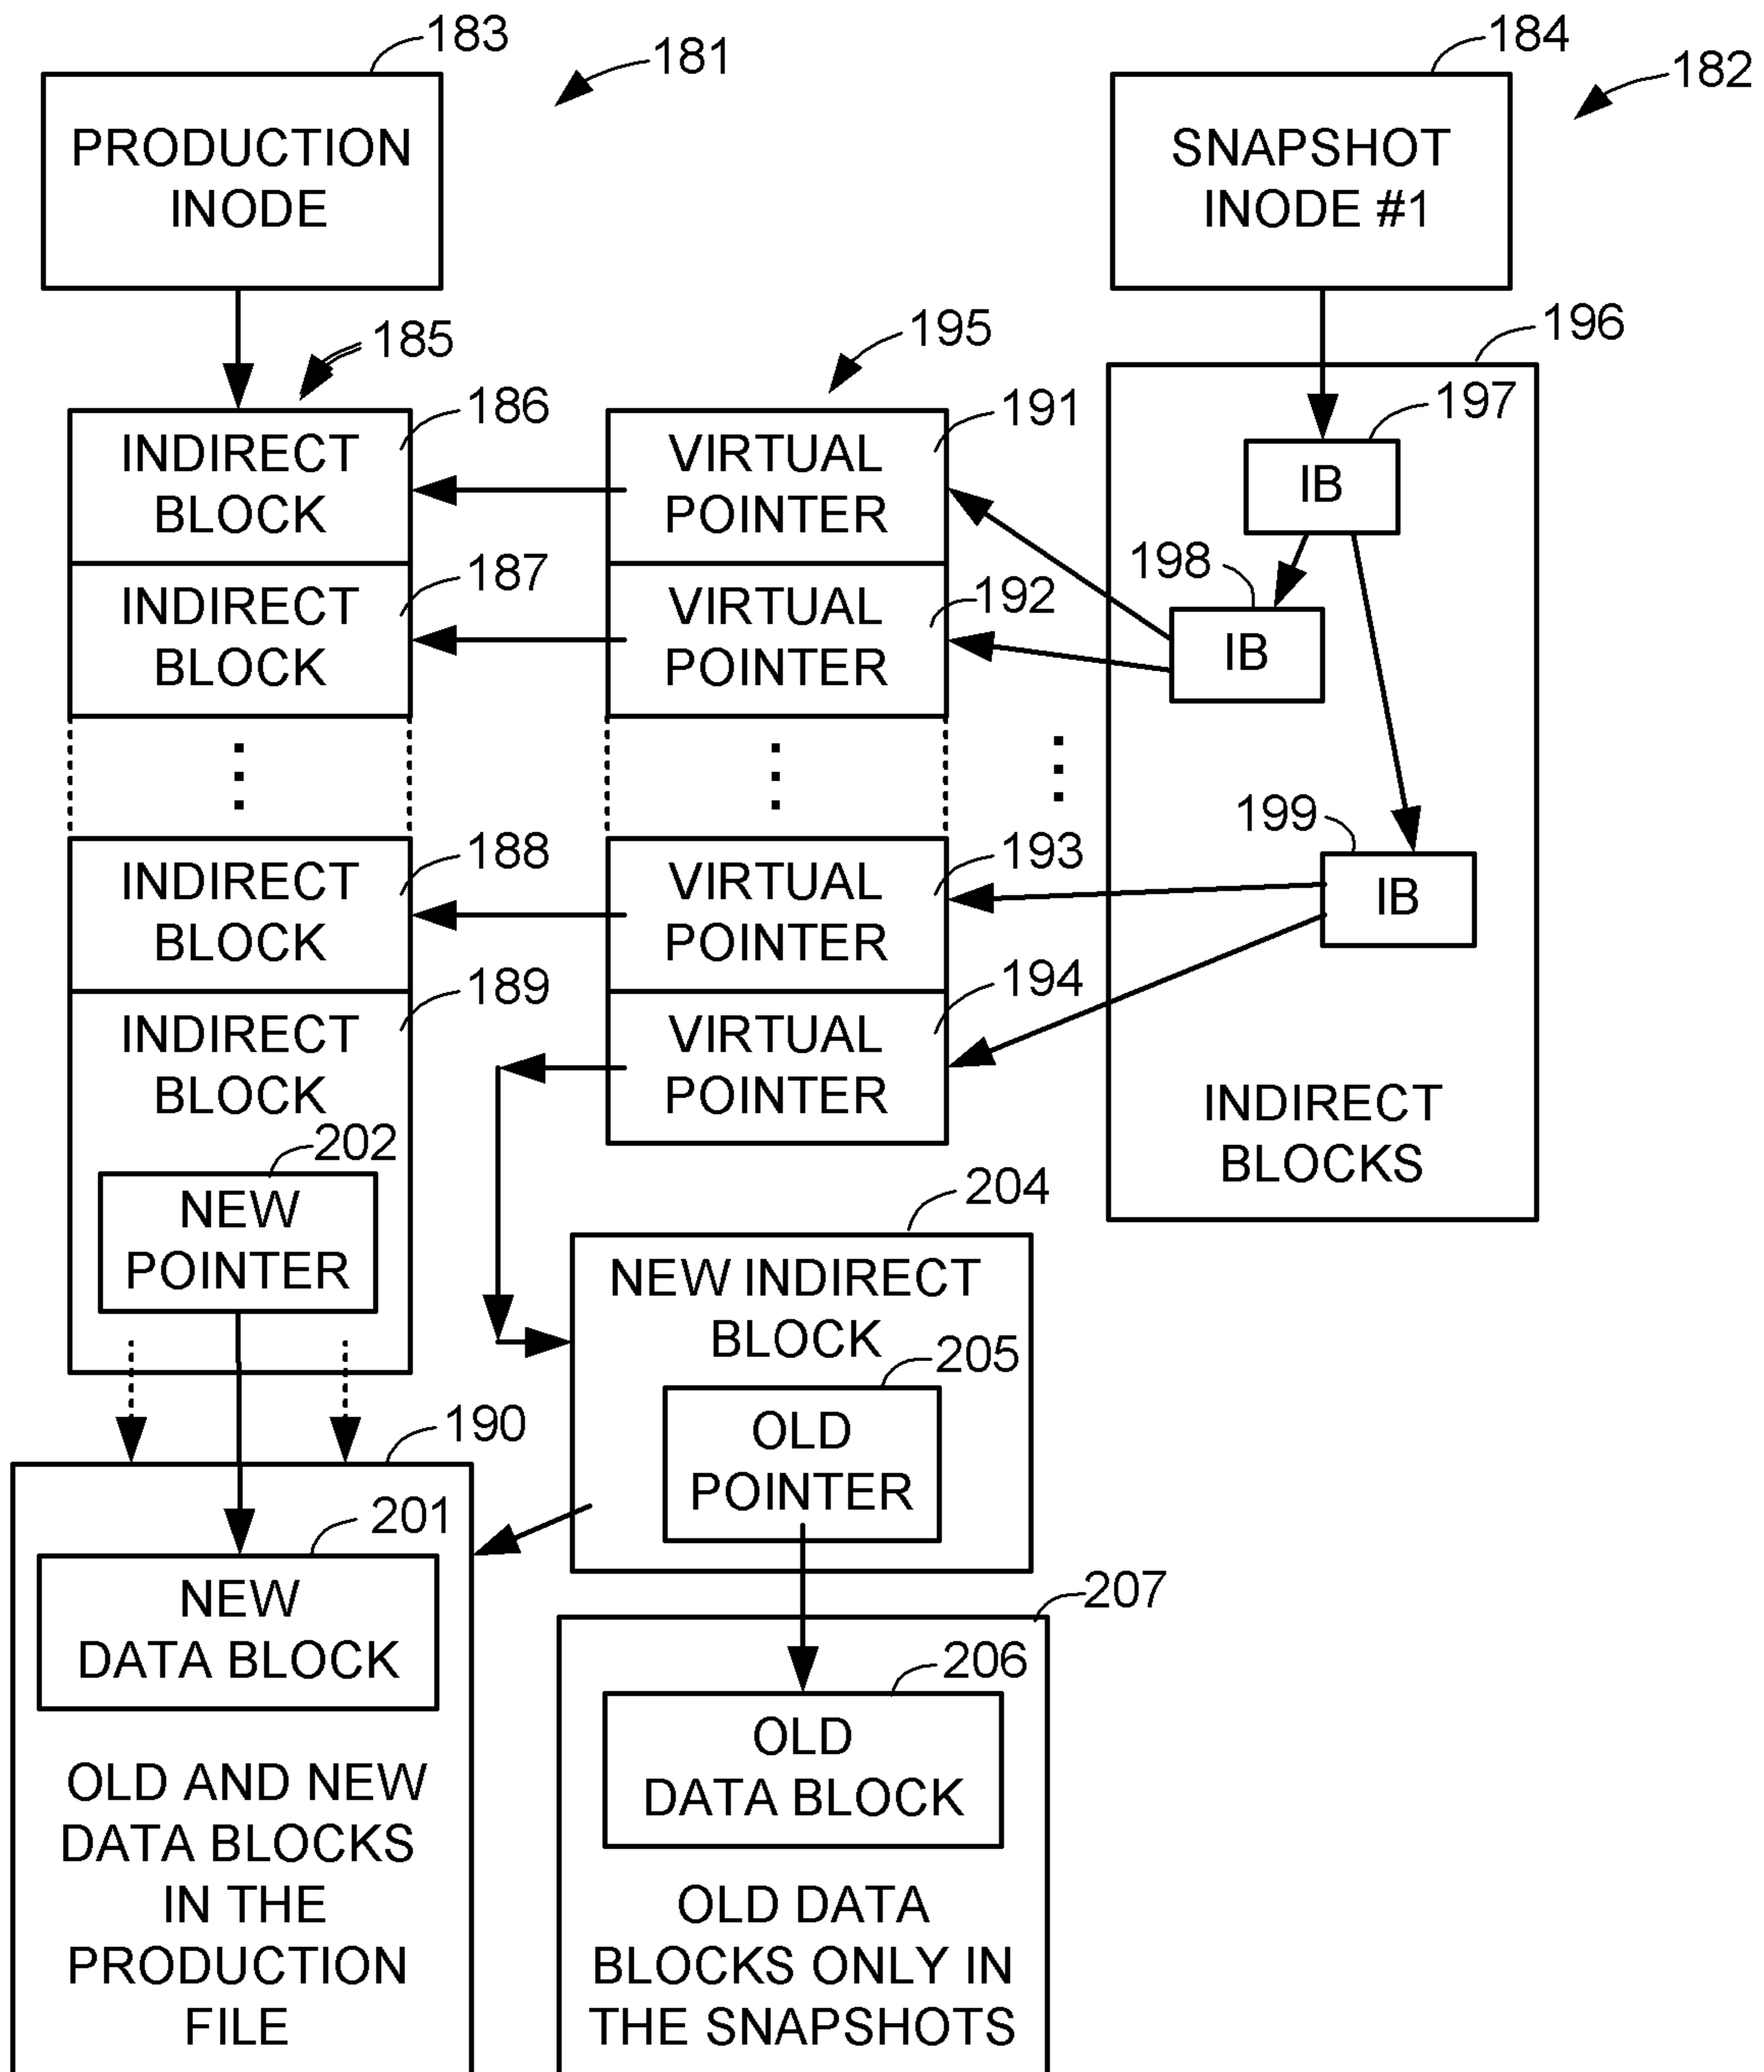 183
181
184
182
PRODUCTION
INODE
SNAPSHOT
INODE #1
185
195
196
186
191
197
INDIRECT
BLOCK
VIRTUAL
POINTER
IB
187
192
198
INDIRECT
BLOCK
VIRTUAL
POINTER
IB
188
193
199
INDIRECT
BLOCK
VIRTUAL
POINTER
IB
189
194
INDIRECT
BLOCK
VIRTUAL
POINTER
INDIRECT
BLOCKS
202
NEW
POINTER
204
NEW INDIRECT
BLOCK
205
OLD
POINTER
190
201
NEW
DATA BLOCK
OLD AND NEW
DATA BLOCKS
IN THE
PRODUCTION
FILE
207
206
OLD
DATA BLOCK
OLD DATA
BLOCKS ONLY IN
THE SNAPSHOTS